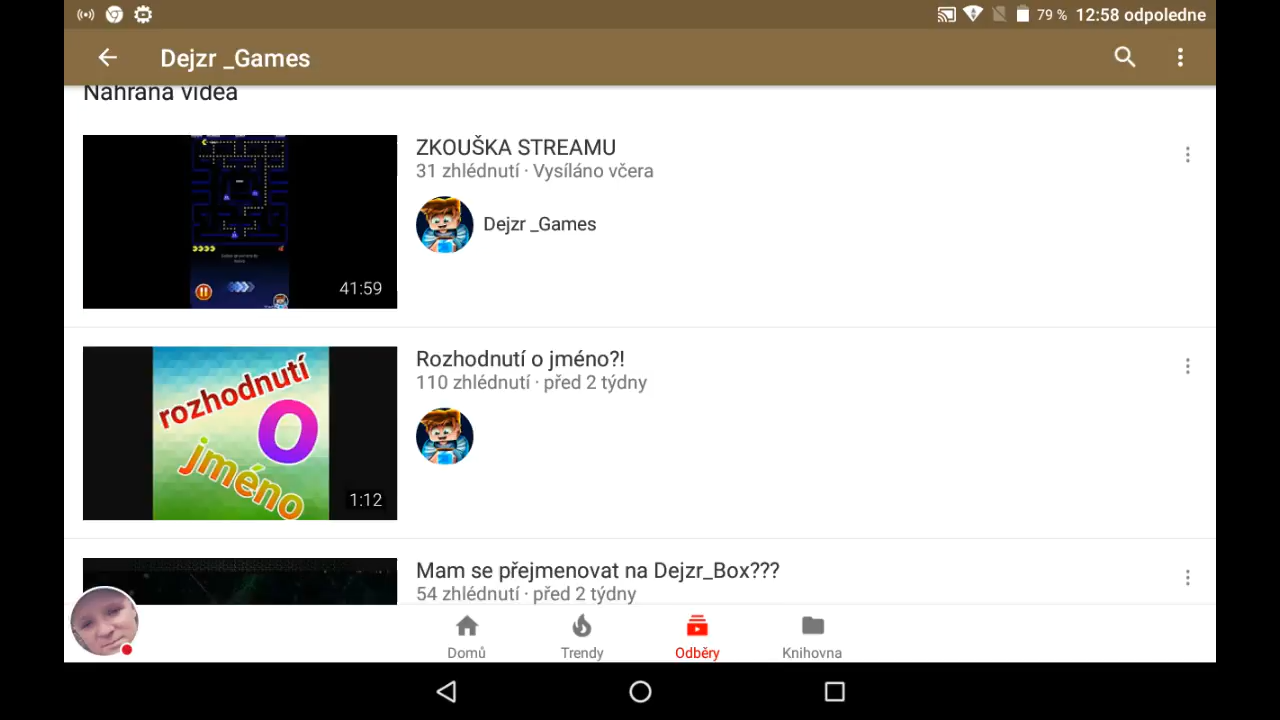 79 % 12:58 odpoledne
Dejzr _Games
Nahraná videa
ZKOUŠKA STREAMU
31 zhlédnutí · Vysíláno včera
Dejzr _Games
41:59
Rozhodnutí o jméno?!
110 zhlédnutí · před 2 týdny
rozhodnutí
O
jméno
1:12
Mam se přejmenovat na Dejzr_Box???
54 zhlédnutí · před 2 týdny
Domů
Trendy
Odběry
Knihovna